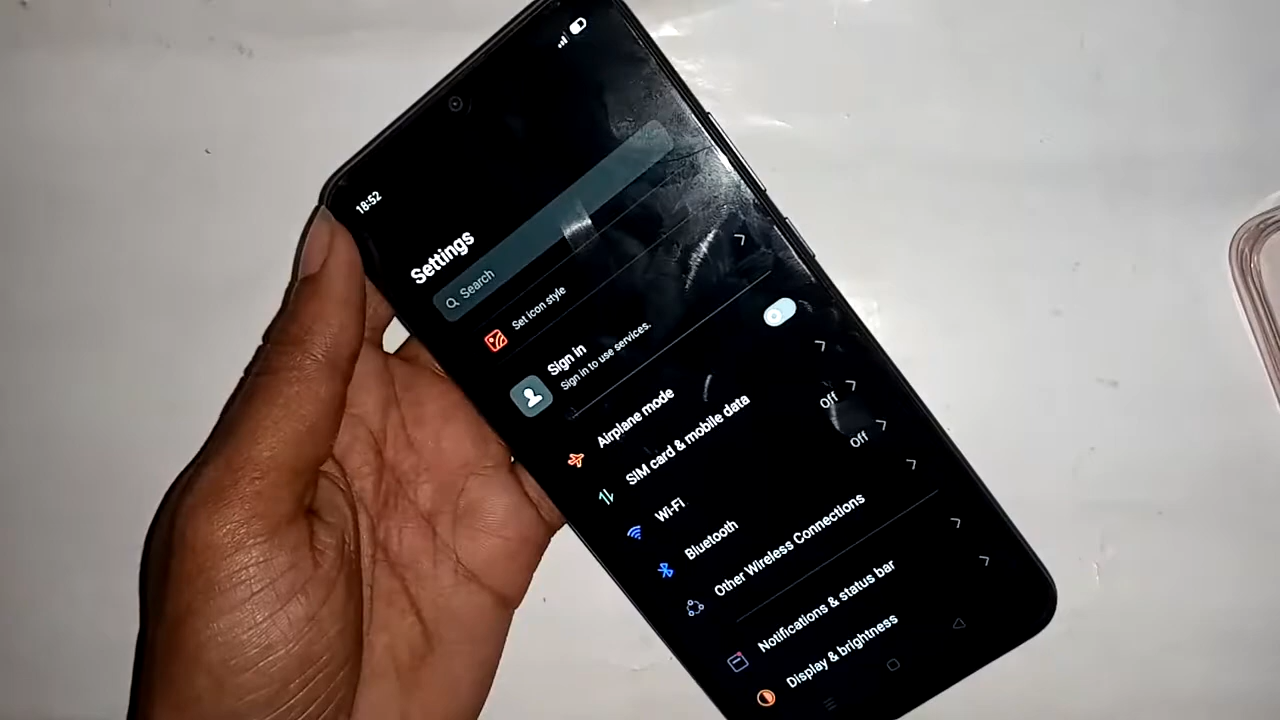 18:52
Settings
Search
Set icon style
Sign in
Sign in to use services.
Airplane mode
SIM card & mobile data
Wi-Fi
Off
Bluetooth
Off
Other Wireless Connections
Notifications & status bar
Display & brightness